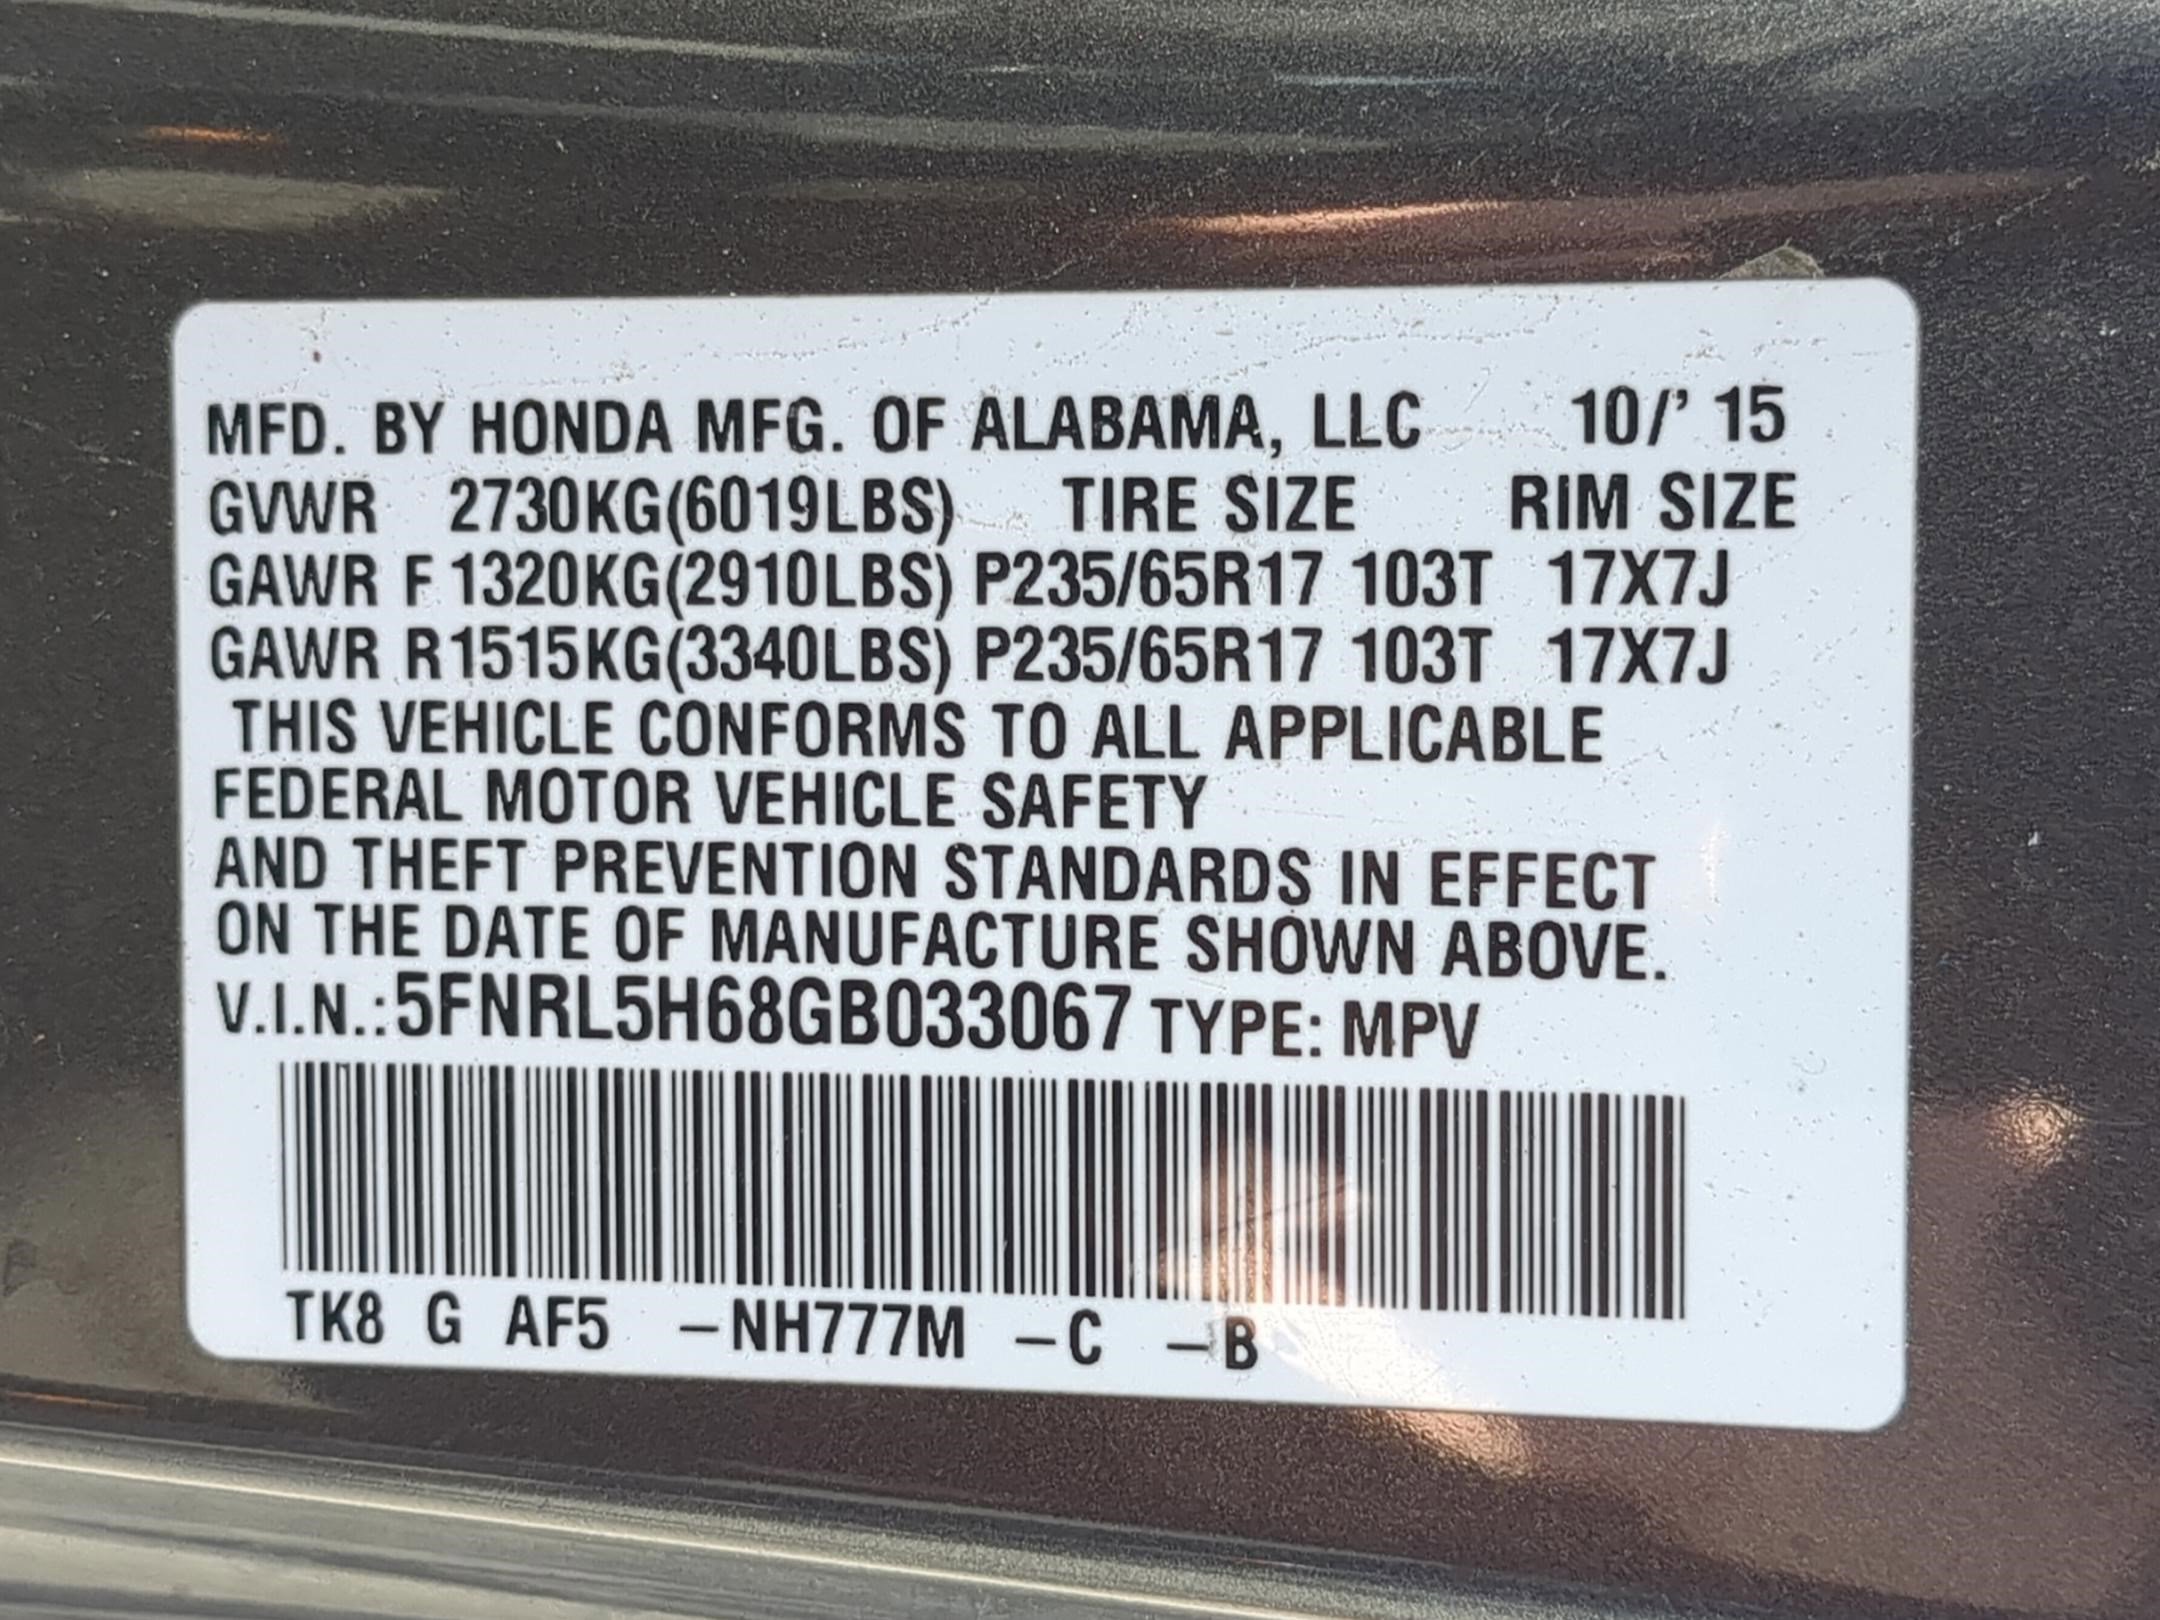 MFD. BY HONDA MFG. OF ALABAMA, LLC 10/' 15
GVWR 2730KG(6019LBS) TIRE SIZE RIM SIZE
GAWR F 1320KG(2910LBS) P235/65R17 103T 17X7J
GAWR R1515KG(3340LBS) P235/65R17 103T 17X7J
THIS VEHICLE CONFORMS TO ALL APPLICABLE
FEDERAL MOTOR VEHICLE SAFETY
AND THEFT PREVENTION STANDARDS IN EFFECT
ON THE DATE OF MANUFACTURE SHOWN ABOVE.
V.I.N.:5FNRL5H68GB033067 TYPE: MPV
TK8 G AF5 –NH777M –C –B